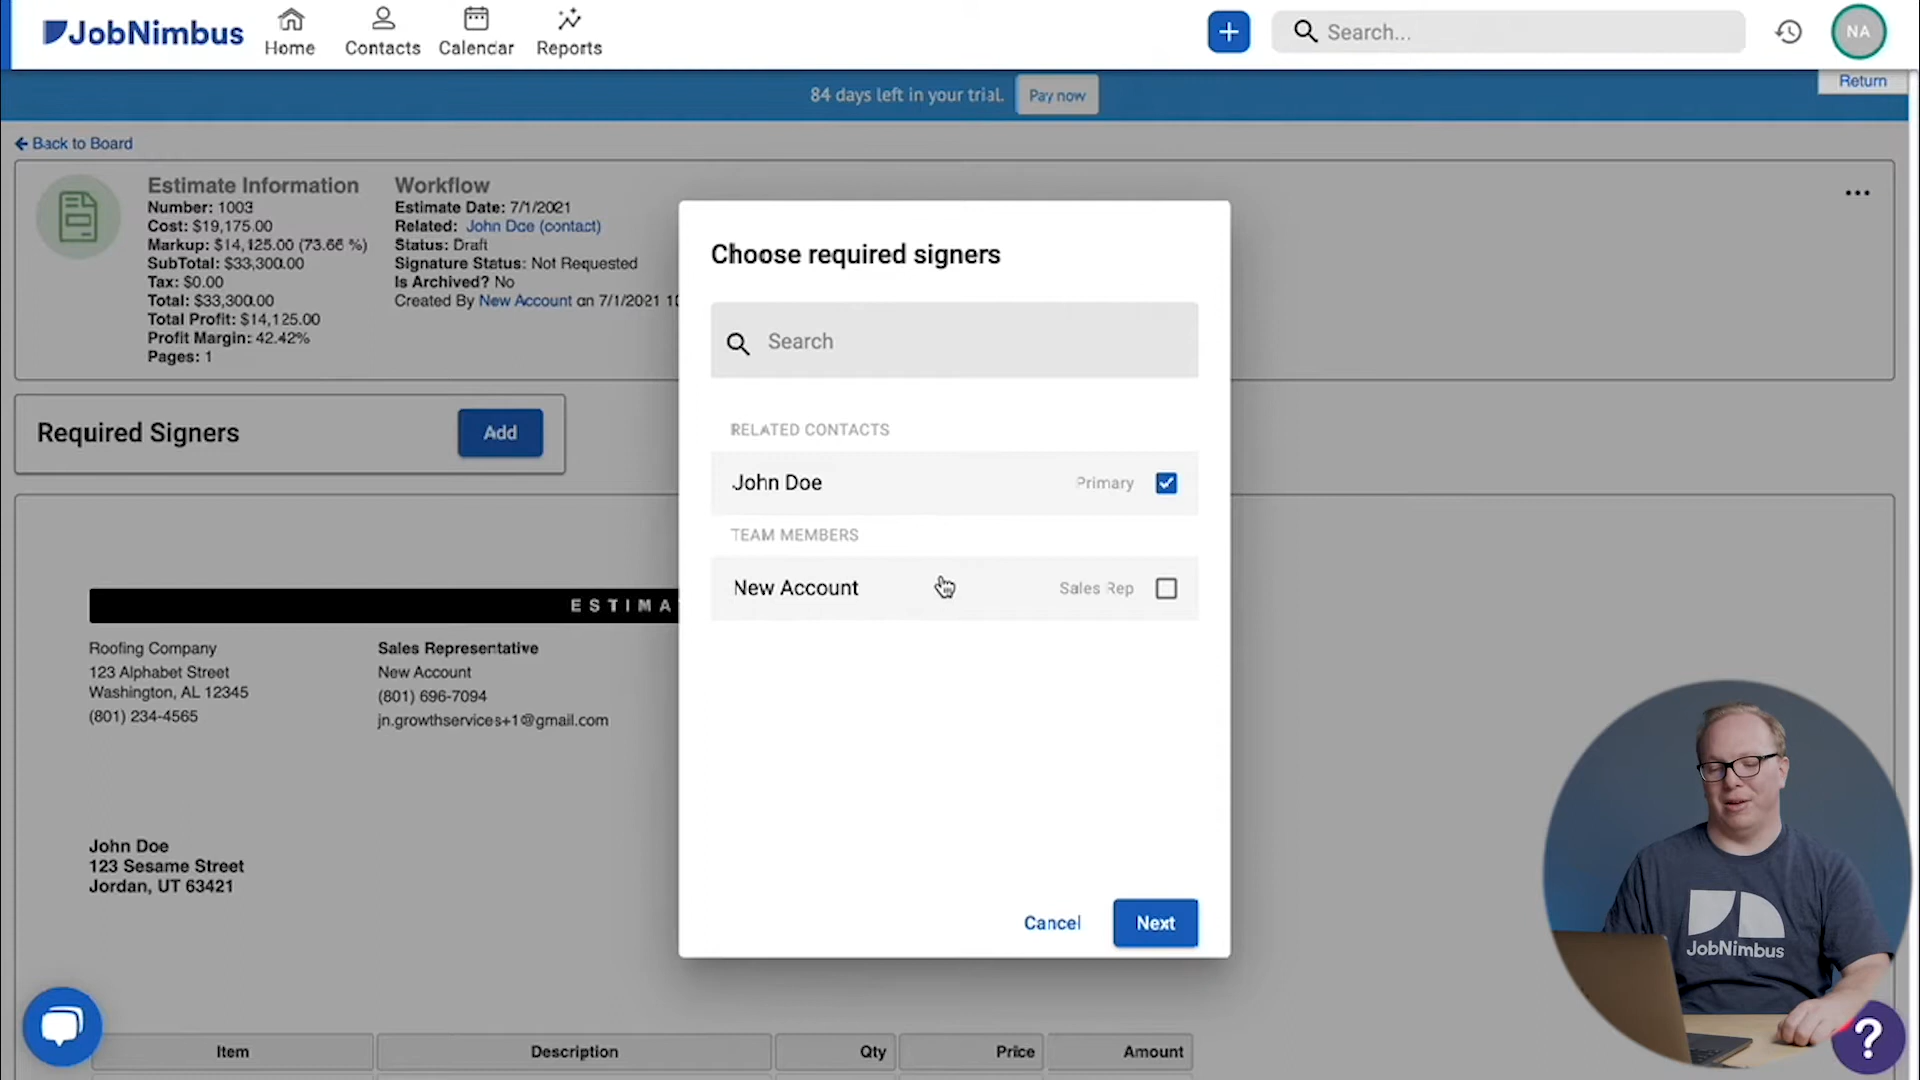 JobNimbus
Home
Contacts
Calendar
Reports
Search...
NA
84 days left in your trial.
Pay now
Return
Back to Board
Estimate Information
Number: 1003
Cost: $19,175.00
Markup: $14,125.00 (73.66 %)
SubTotal: $33,300.00
Tax: $0.00
Total: $33,300.00
Total Profit: $14,125.00
Profit Margin: 42.42%
Pages: 1
Workflow
Estimate Date: 7/1/2021
Related: John Doe (contact)
Status: Draft
Signature Status: Not Requested
Is Archived? No
Created By New Account on 7/1/2021
Required Signers
Add
Choose required signers
Search
RELATED CONTACTS
John Doe
Primary
TEAM MEMBERS
New Account
Sales Rep
Cancel
Next
ESTIMA
Roofing Company
123 Alphabet Street
Washington, AL 12345
(801) 234-4565
Sales Representative
New Account
(801) 696-7094
jn.growthservices+1@gmail.com
John Doe
123 Sesame Street
Jordan, UT 63421
Item
Description
Qty
Price
Amount
JobNimbus
?